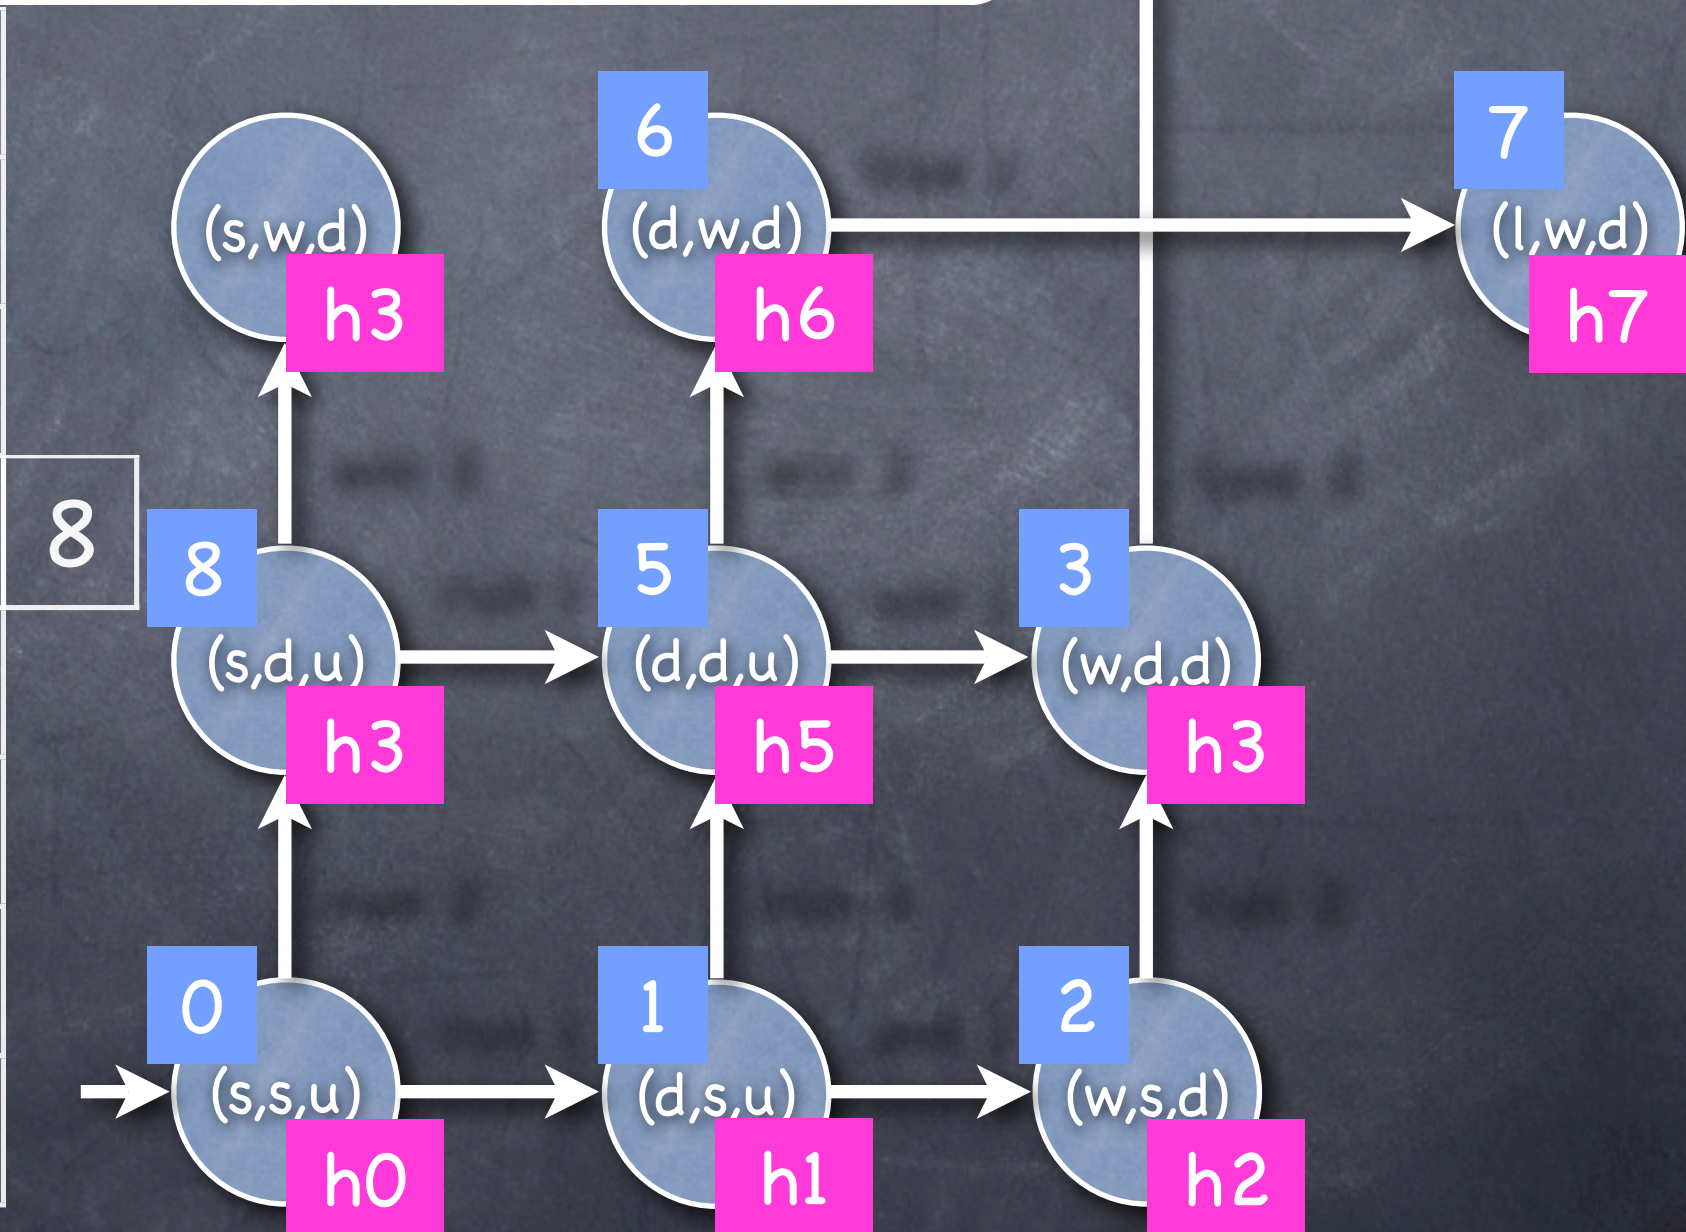 6
7
(s,w,d)
(d,w,d)
(l,w,d)
h3
h6
h7
8
8
5
3
(s,d,u)
(d,d,u)
(w,d,d)
h3
h5
h3
0
1
2
(s,s,u)
(d,s,u)
(w,s,d)
h0
h1
h2